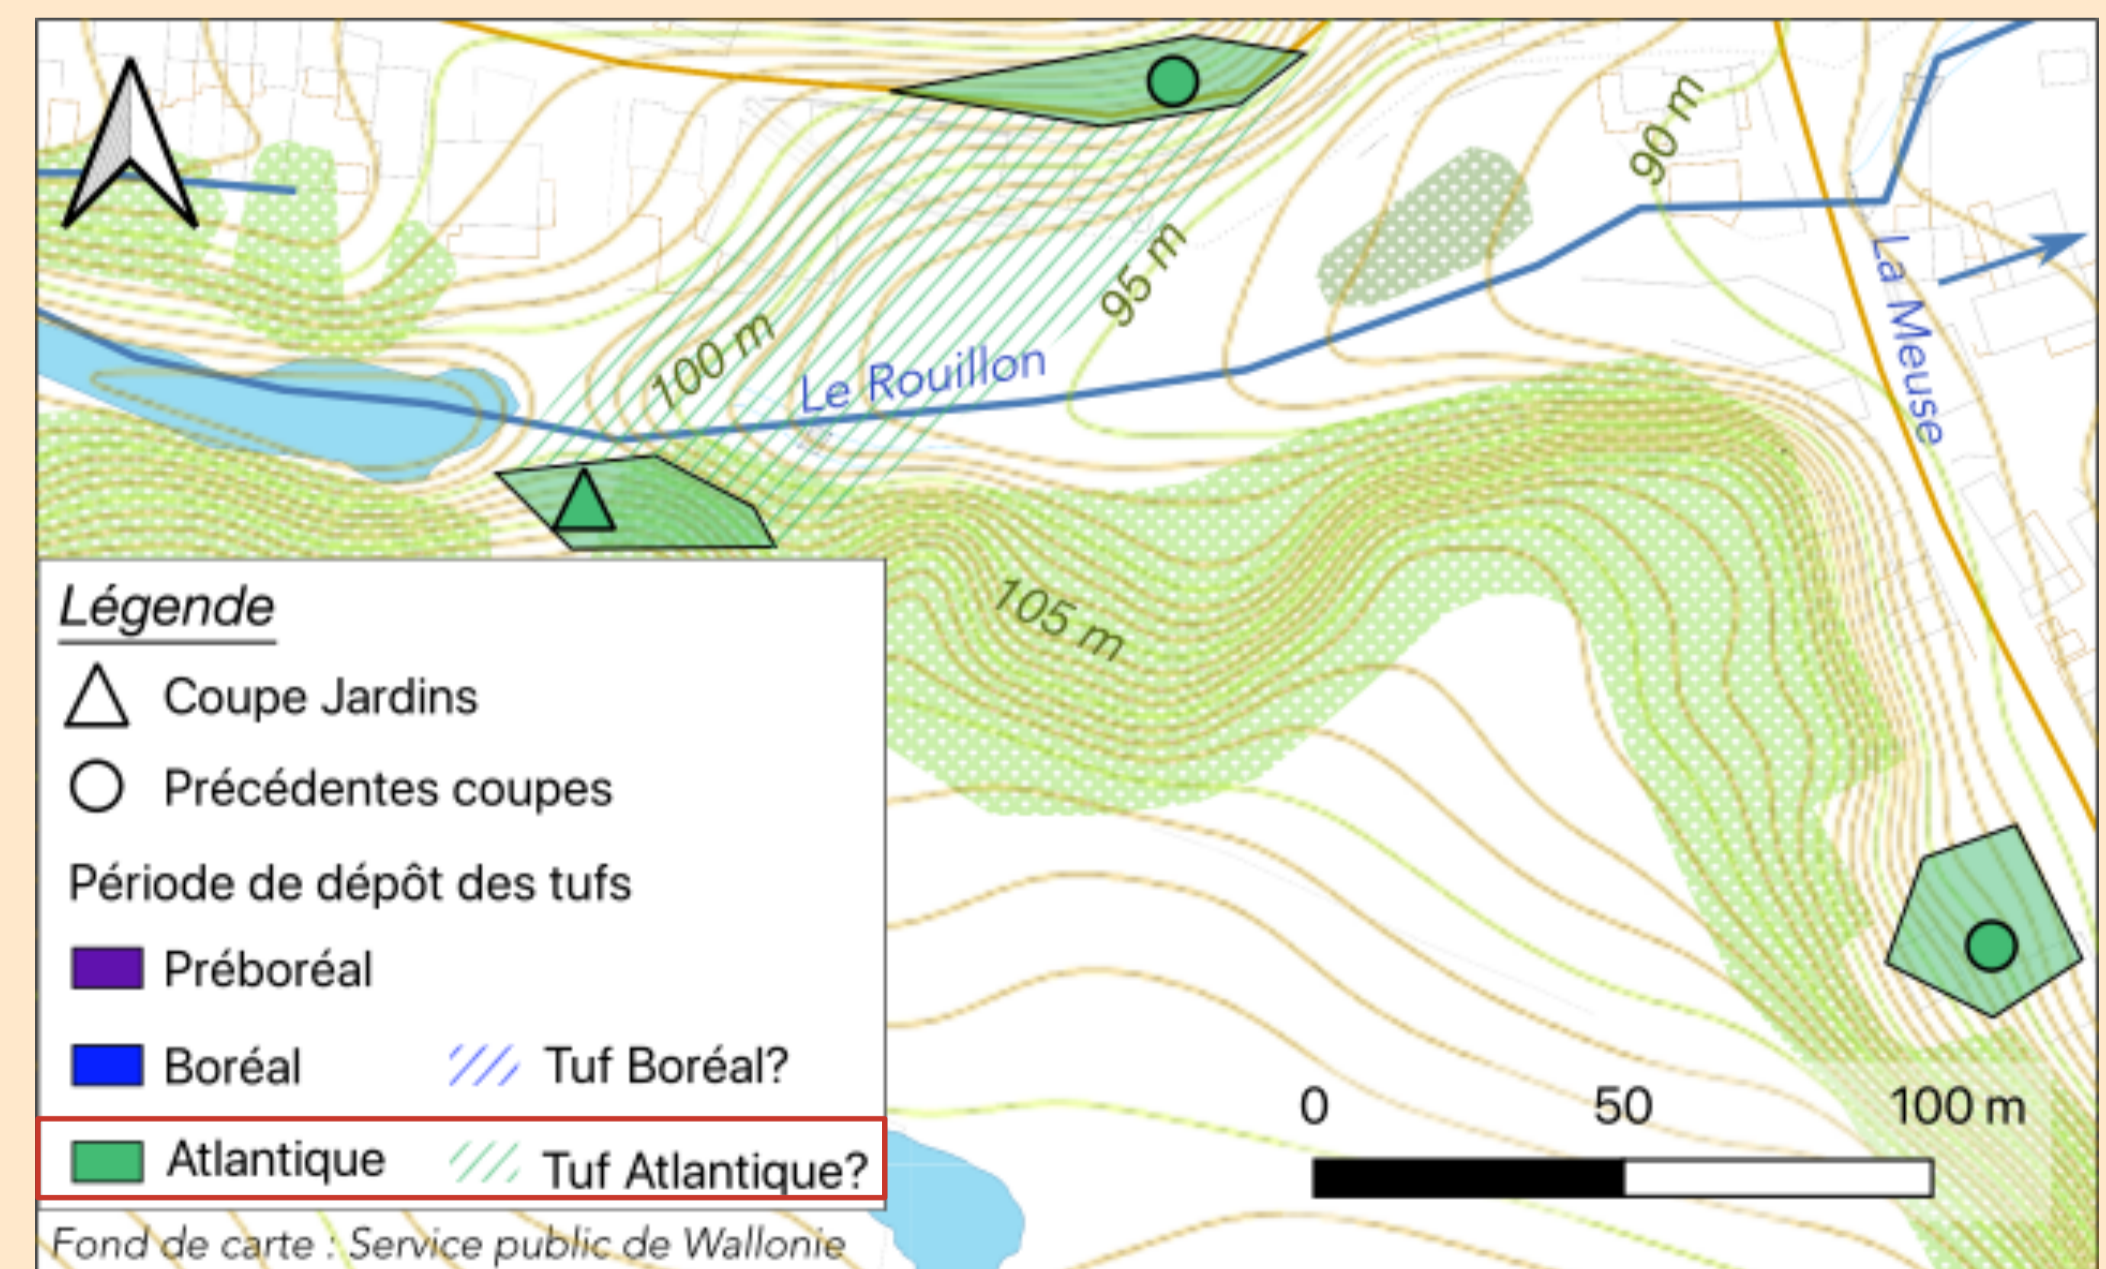 90 m
95 m
100 m
Le Rouillon
La Meuse
105 m
Légende
Coupe Jardins
Précédentes coupes
Période de dépôt des tufs
Préboréal
Boréal
Tuf Boréal?
Atlantique
Tuf Atlantique?
0 50 100 m
Fond de carte : Service public de Wallonie